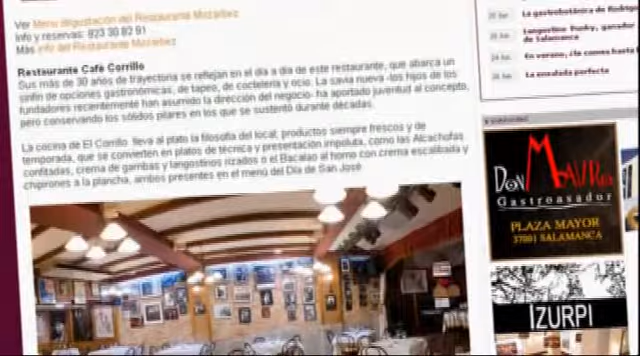 Ver Menú degustación del Restaurante Mozárbez
Info y reservas: 923 30 82 91
Más info del Restaurante Mozárbez
Restaurante Café Corrillo
Sus más de 30 años de trayectoria se reflejan en el día a día de este restaurante, que abarca un
sinfín de opciones gastronómicas, de tapeo, de coctelería y ocio. La savia nueva -los hijos de los
fundadores recientemente han asumido la dirección del negocio- ha aportado juventud al concepto,
pero conservando los sólidos pilares en los que se sustentó durante décadas.
La cocina de El Corrillo lleva al plato la filosofía del local: productos siempre frescos y de
temporada, que se convierten en platos de técnica y presentación impoluta, como las Alcachofas
confitadas, crema de gambas y langostinos rizados o el Bacalao al horno con crema escalibada y
chipirones a la plancha, ambos presentes en el menú del Día de San José.
La gastrobotánica de Rodrigo
Langostino Funky, ganador
de Salamanca
En verano, ¿te comes hasta
La ensalada perfecta
publicidad
DON MAURO
Gastroasador
PLAZA MAYOR
37001 SALAMANCA
IZURPI